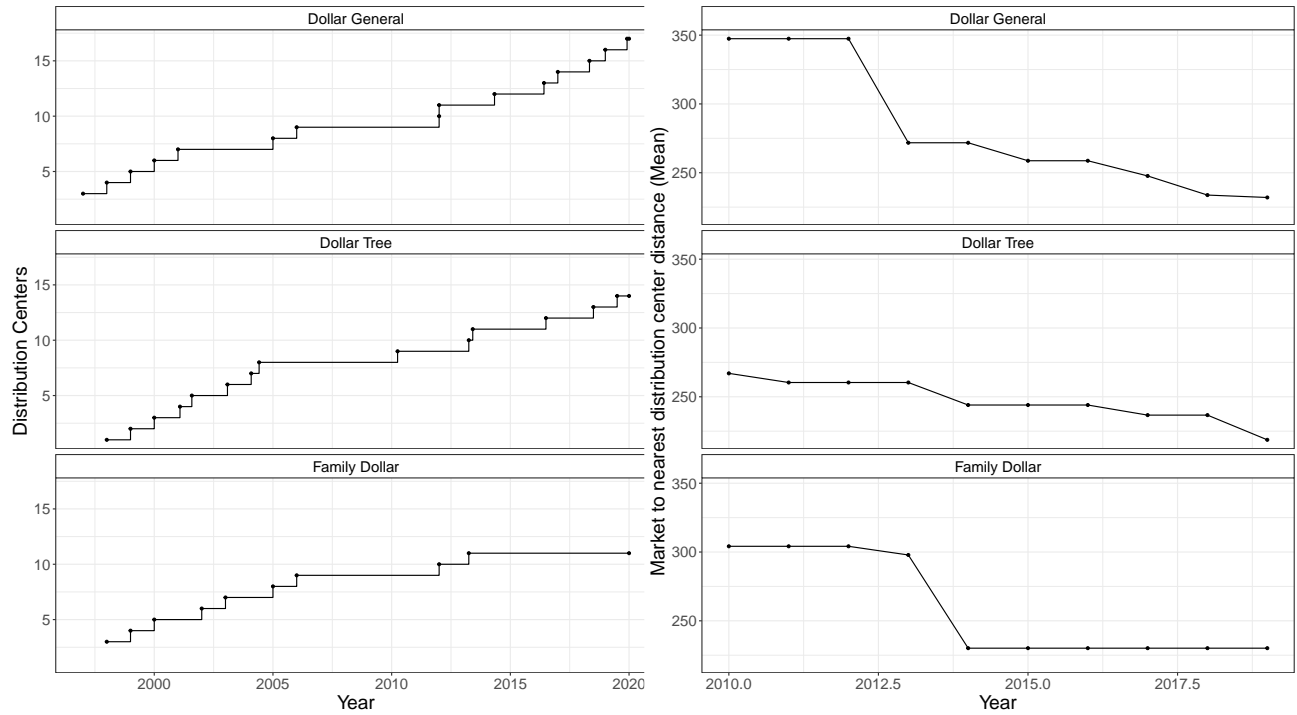 Dollar General
15
10
5
Dollar Tree
15
10
5
Family Dollar
15
10
5
2000 2005 2010 2015 2020
Year
Distribution Centers
Dollar General
350
300
250
Dollar Tree
350
300
250
Family Dollar
350
300
250
2010.0 2012.5 2015.0 2017.5
Year
Market to nearest distribution center distance (Mean)